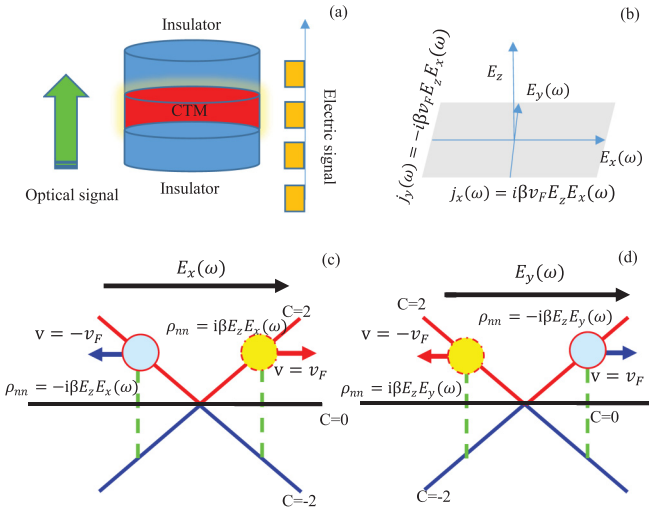 (a)
Insulator
CTM
Insulator
Optical signal
Electric signal
(b)
E_z
E_y(ω)
E_x(ω)
j_y(ω) = −iβv_F E_z E_x(ω)
j_x(ω) = iβv_F E_z E_x(ω)
(c)
E_x(ω)
C=2
ρ_nn = iβE_z E_x(ω)
v = −v_F
v = v_F
ρ_nn = −iβE_z E_x(ω)
C=0
C=-2
(d)
E_y(ω)
C=2
ρ_nn = −iβE_z E_y(ω)
v = −v_F
v = v_F
ρ_nn = iβE_z E_y(ω)
C=0
C=-2